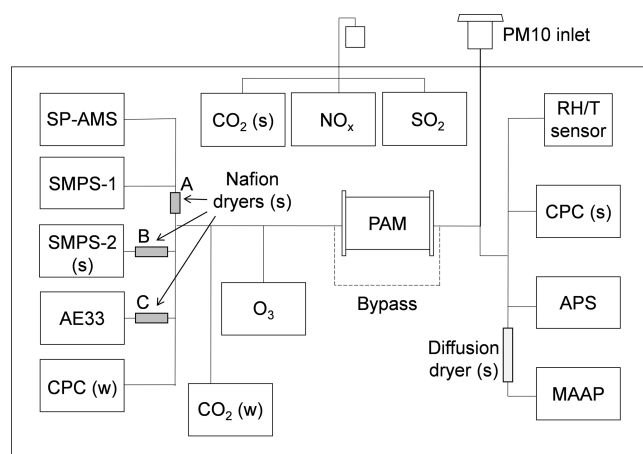 PM10 inlet
SP-AMS
CO₂ (s)
NOₓ
SO₂
RH/T
sensor
SMPS-1
A
Nafion
dryers (s)
SMPS-2
(s)
B
PAM
CPC (s)
Bypass
AE33
C
O₃
APS
Diffusion
dryer (s)
CPC (w)
CO₂ (w)
MAAP